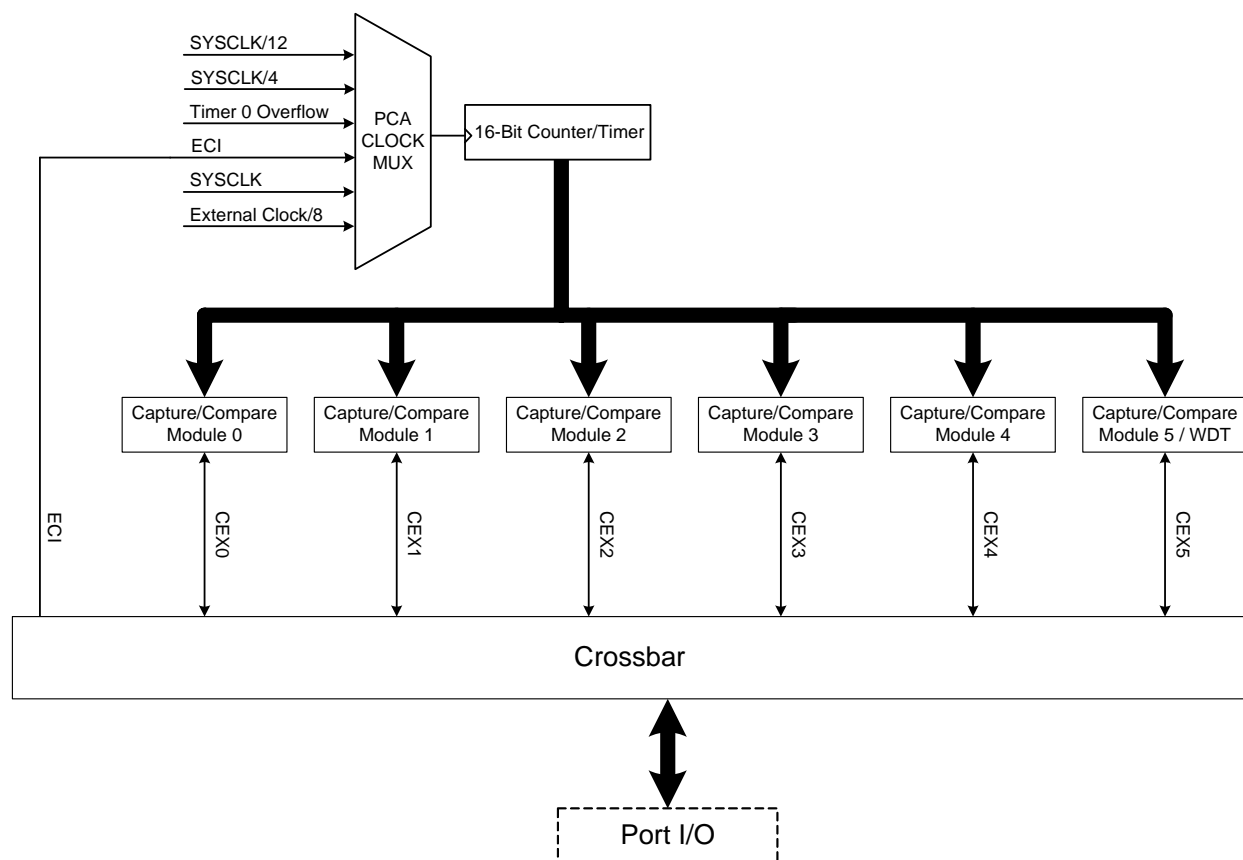 SYSCLK/12
SYSCLK/4
Timer 0 Overflow
ECI
SYSCLK
External Clock/8
PCA
CLOCK
MUX
16-Bit Counter/Timer
Capture/Compare
Module 0
Capture/Compare
Module 1
Capture/Compare
Module 2
Capture/Compare
Module 3
Capture/Compare
Module 4
Capture/Compare
Module 5 / WDT
ECI
CEX0
CEX1
CEX2
CEX3
CEX4
CEX5
Crossbar
Port I/O